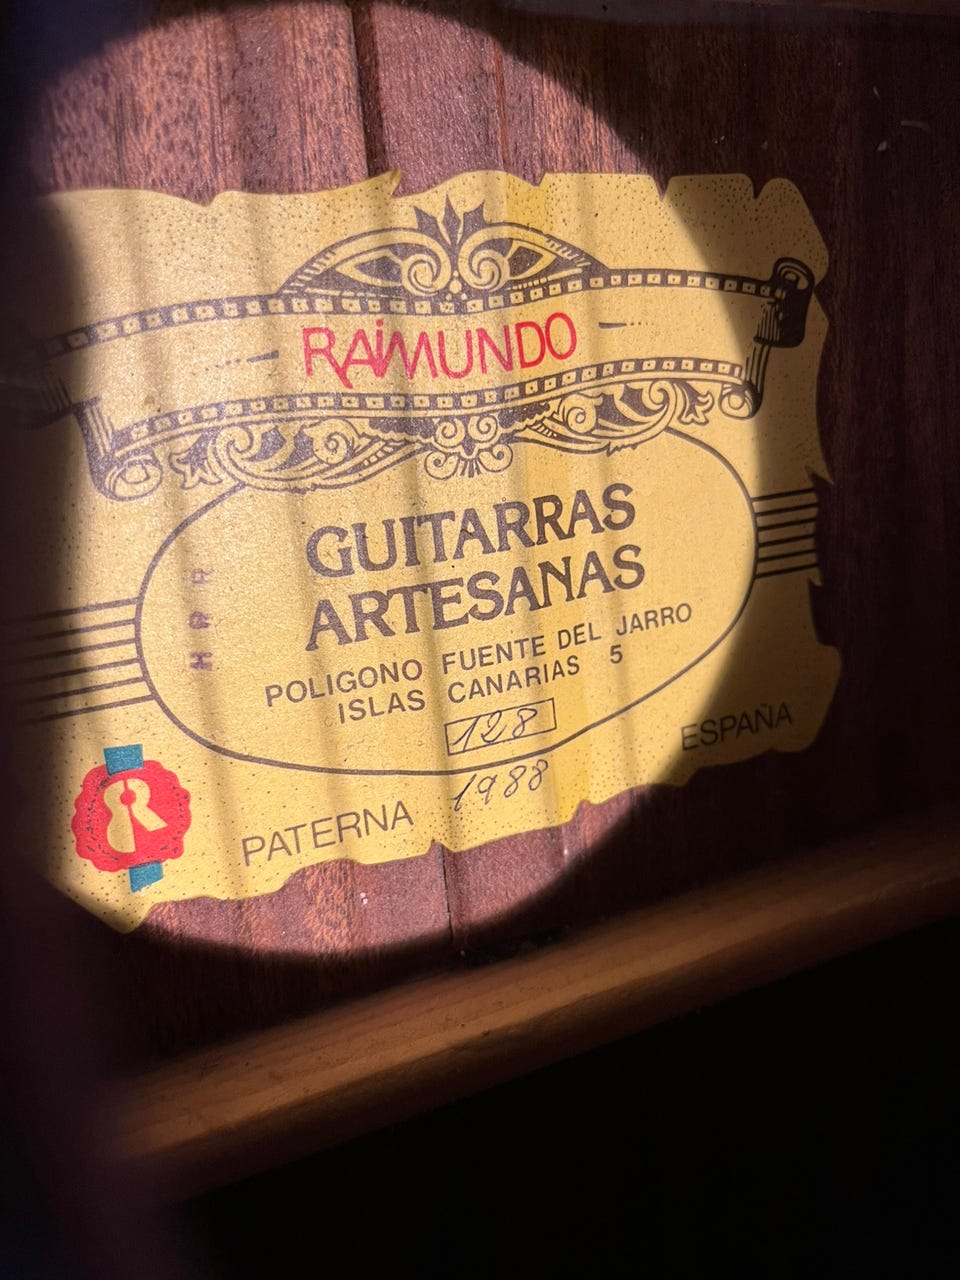 RAIMUNDO
GUITARRAS
ARTESANAS
POLIGONO FUENTE DEL JARRO
ISLAS CANARIAS 5
128
1988
PATERNA
ESPAÑA
R